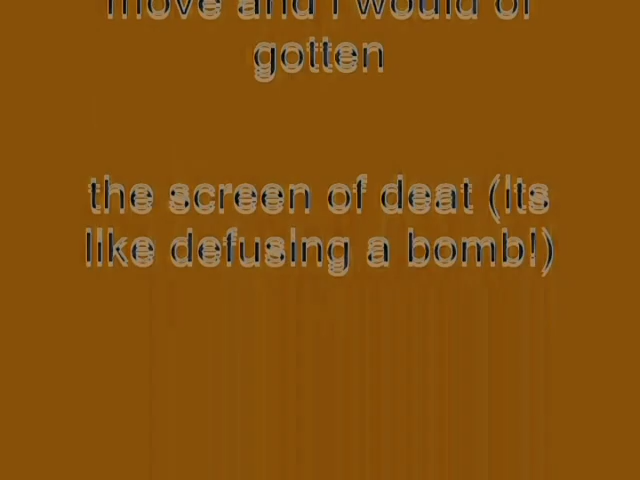 move and i would of
gotten
the screen of deat (its
like defusing a bomb!)